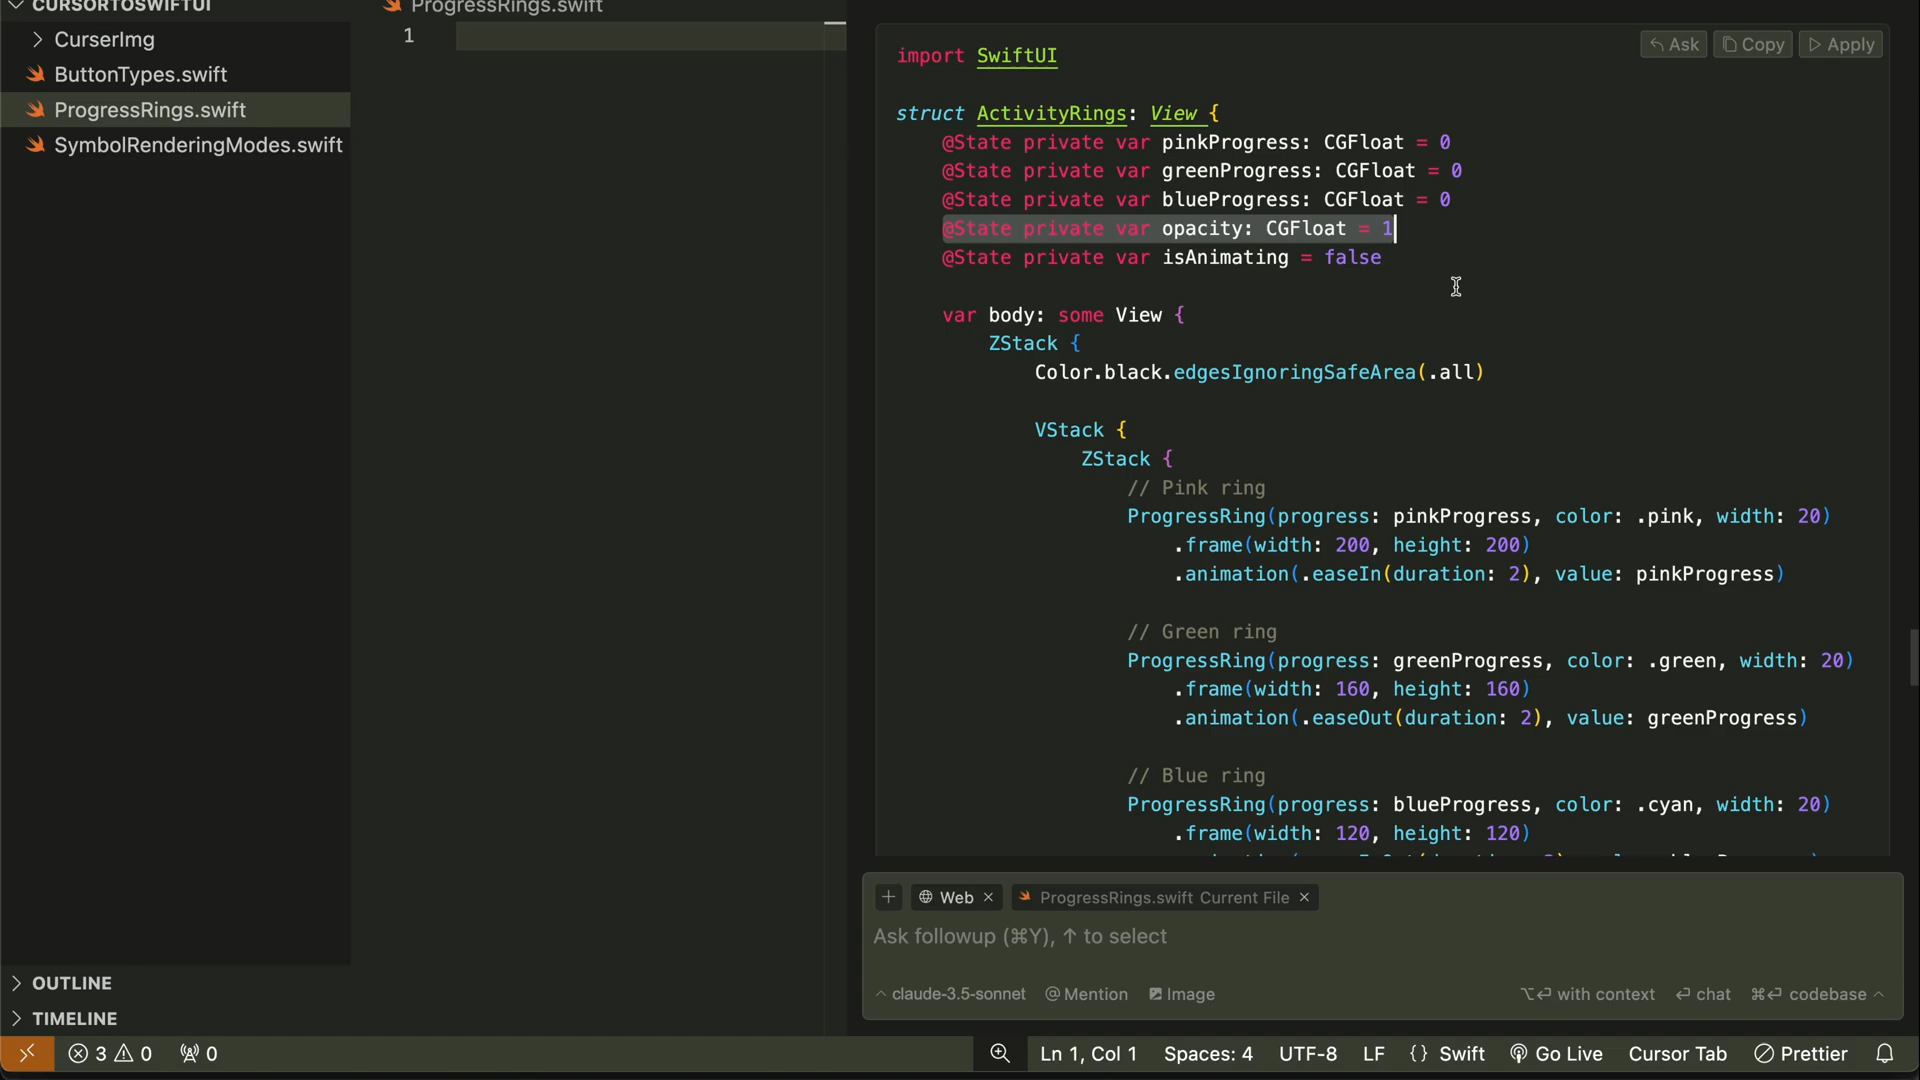 CURSORTOSWIFTUI
CurserImg
ButtonTypes.swift
ProgressRings.swift
SymbolRenderingModes.swift
OUTLINE
TIMELINE
ProgressRings.swift
1
Ask
Copy
Apply
import SwiftUI
struct ActivityRings: View {
@State private var pinkProgress: CGFloat = 0
@State private var greenProgress: CGFloat = 0
@State private var blueProgress: CGFloat = 0
@State private var opacity: CGFloat = 1
@State private var isAnimating = false
var body: some View {
ZStack {
Color.black.edgesIgnoringSafeArea(.all)
VStack {
ZStack {
// Pink ring
ProgressRing(progress: pinkProgress, color: .pink, width: 20)
.frame(width: 200, height: 200)
.animation(.easeIn(duration: 2), value: pinkProgress)
// Green ring
ProgressRing(progress: greenProgress, color: .green, width: 20)
.frame(width: 160, height: 160)
.animation(.easeOut(duration: 2), value: greenProgress)
// Blue ring
ProgressRing(progress: blueProgress, color: .cyan, width: 20)
.frame(width: 120, height: 120)
Web
ProgressRings.swift Current File
Ask followup (⌘Y), ↑ to select
claude-3.5-sonnet @ Mention Image
⌥⏎ with context ⏎ chat ⌘⏎ codebase
3 0 0
Ln 1, Col 1 Spaces: 4 UTF-8 LF {} Swift Go Live Cursor Tab Prettier